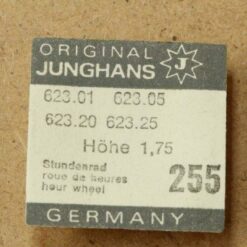 ORIGINAL
JUNGHANS J
623.01 623.05
623.20 623.25
Höhe 1,75
Stundenrad
roue de heures
hour wheel
255
GERMANY